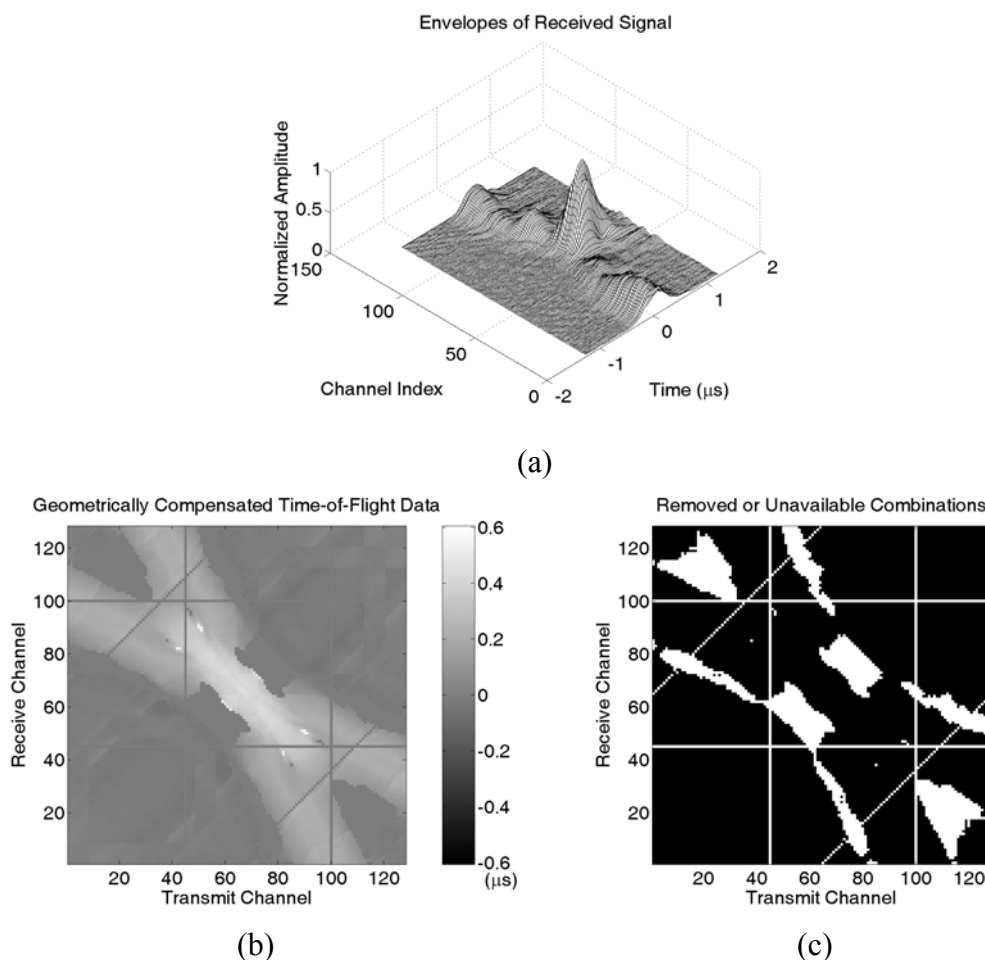 Envelopes of Received Signal
Normalized Amplitude
1
0.5
0
150
100
50
0
-2
-1
0
1
2
Channel Index
Time (μs)
(a)
Geometrically Compensated Time-of-Flight Data
Receive Channel
120
100
80
60
40
20
20 40 60 80 100 120
Transmit Channel
0.6
0.4
0.2
0
-0.2
-0.4
-0.6
(μs)
(b)
Removed or Unavailable Combinations
Receive Channel
120
100
80
60
40
20
20 40 60 80 100 120
Transmit Channel
(c)